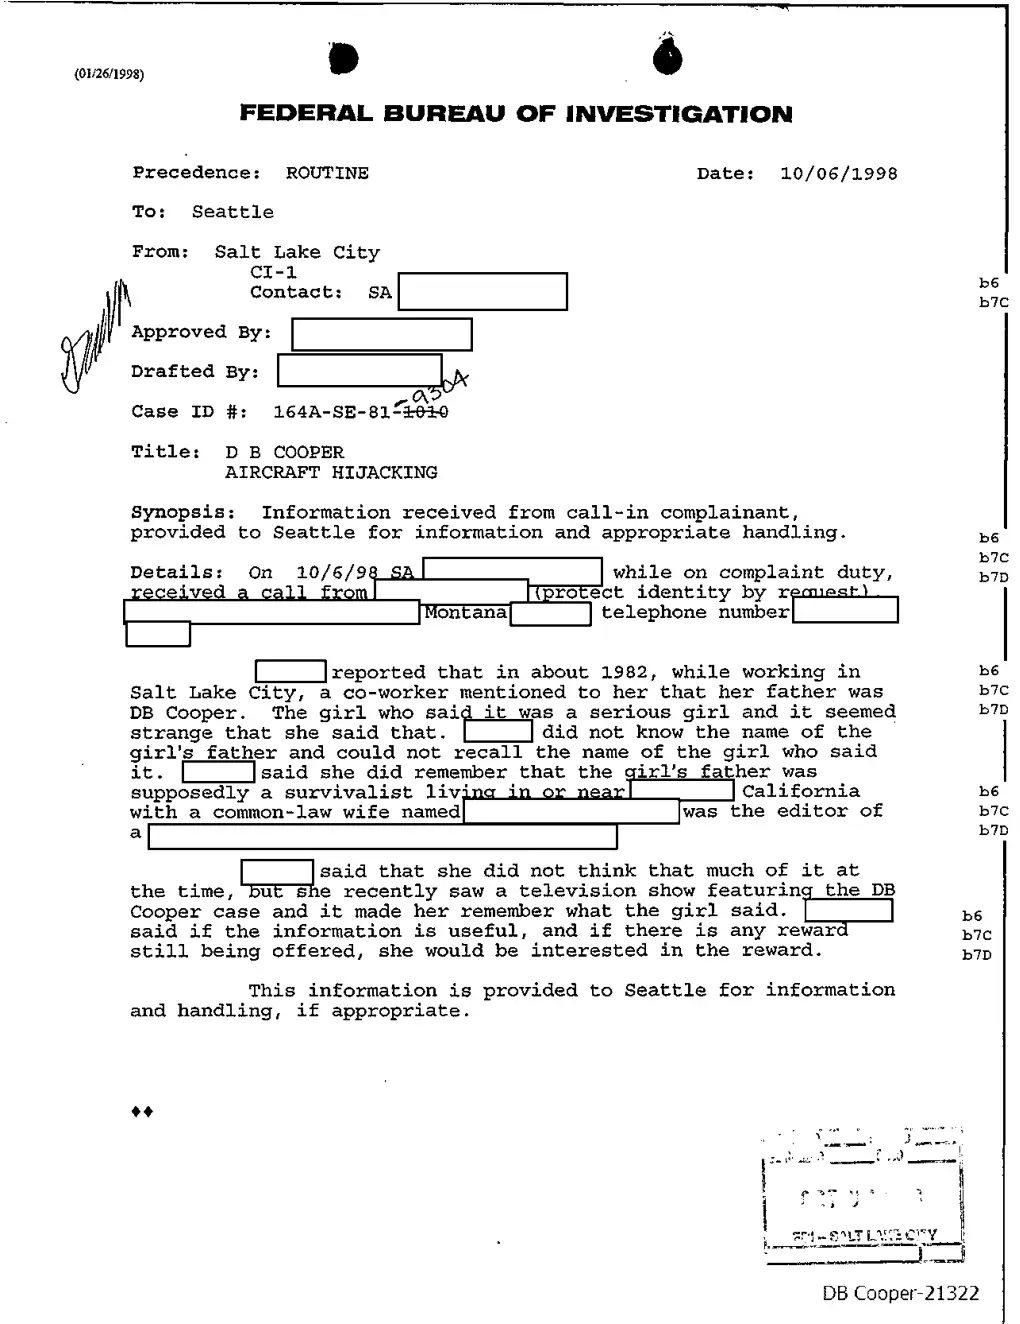 (01/26/1998)
FEDERAL BUREAU OF INVESTIGATION
Precedence: ROUTINE Date: 10/06/1998
To: Seattle
From: Salt Lake City
CI-1
Contact: SA
b6
b7C
Approved By:
Drafted By:
-9304
Case ID #: 164A-SE-81-1010
Title: D B COOPER
AIRCRAFT HIJACKING
Synopsis: Information received from call-in complainant,
provided to Seattle for information and appropriate handling.
b6
b7C
b7D
Details: On 10/6/98 SA while on complaint duty,
received a call from (protect identity by request),
Montana telephone number
reported that in about 1982, while working in
Salt Lake City, a co-worker mentioned to her that her father was
DB Cooper. The girl who said it was a serious girl and it seemed
strange that she said that. did not know the name of the
girl's father and could not recall the name of the girl who said
it. said she did remember that the girl's father was
supposedly a survivalist living in or near California
with a common-law wife named was the editor of
a
b6
b7C
b7D
b6
b7C
b7D
said that she did not think that much of it at
the time, but she recently saw a television show featuring the DB
Cooper case and it made her remember what the girl said.
said if the information is useful, and if there is any reward
still being offered, she would be interested in the reward.
b6
b7C
b7D
This information is provided to Seattle for information
and handling, if appropriate.
♦♦
FBI - SALT LAKE CITY
DB Cooper-21322